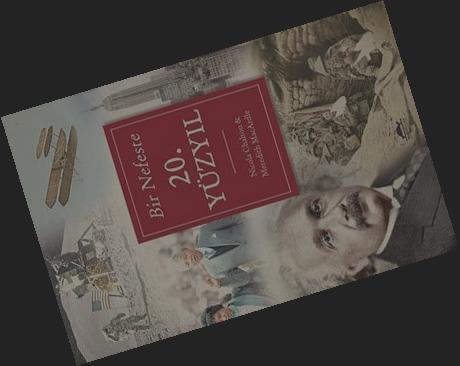 Bir Nefeste
20.
YÜZYIL
Nicola Chalton &
Meredith MacArdle